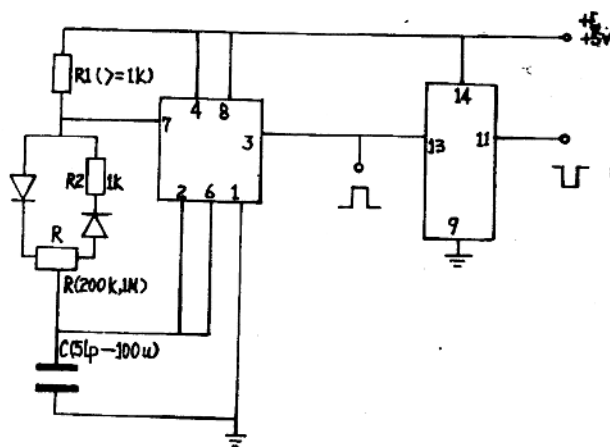 +E
+5V
R1(>=1k)
4
8
14
7
3
13
11
R2
1k
2
6
1
R
9
R(200k,1M)
C(51p-100u)